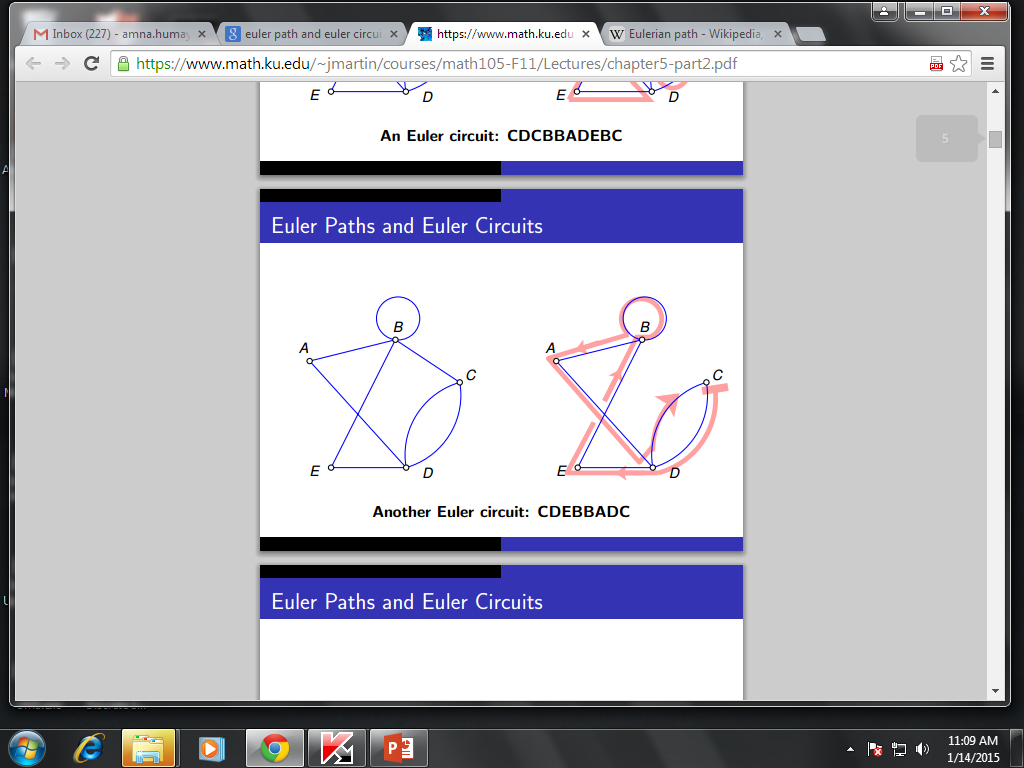 Inbox (227) - amna.humay
euler path and euler circui
https://www.math.ku.edu
Eulerian path - Wikipedia,
https://www.math.ku.edu/~jmartin/courses/math105-F11/Lectures/chapter5-part2.pdf
E D E D
An Euler circuit: CDCBBADEBC
5
Euler Paths and Euler Circuits
B B
A A
C C
E D E D
Another Euler circuit: CDEBBADC
Euler Paths and Euler Circuits
11:09 AM
1/14/2015